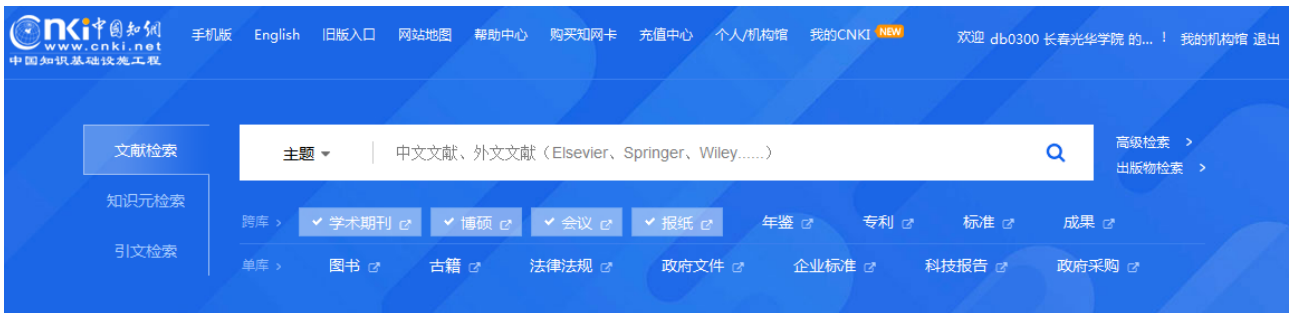 cnki中国知网
www.cnki.net
中国知识基础设施工程
手机版 English 旧版入口 网站地图 帮助中心 购买知网卡 充值中心 个人/机构馆 我的CNKI NEW 欢迎 db0300 长春光华学院 的... ！ 我的机构馆 退出
文献检索 主题 中文文献、外文文献（Elsevier、Springer、Wiley......） 高级检索 >
出版物检索 >
知识元检索
跨库 > 学术期刊 博硕 会议 报纸 年鉴 专利 标准 成果
引文检索
单库 > 图书 古籍 法律法规 政府文件 企业标准 科技报告 政府采购